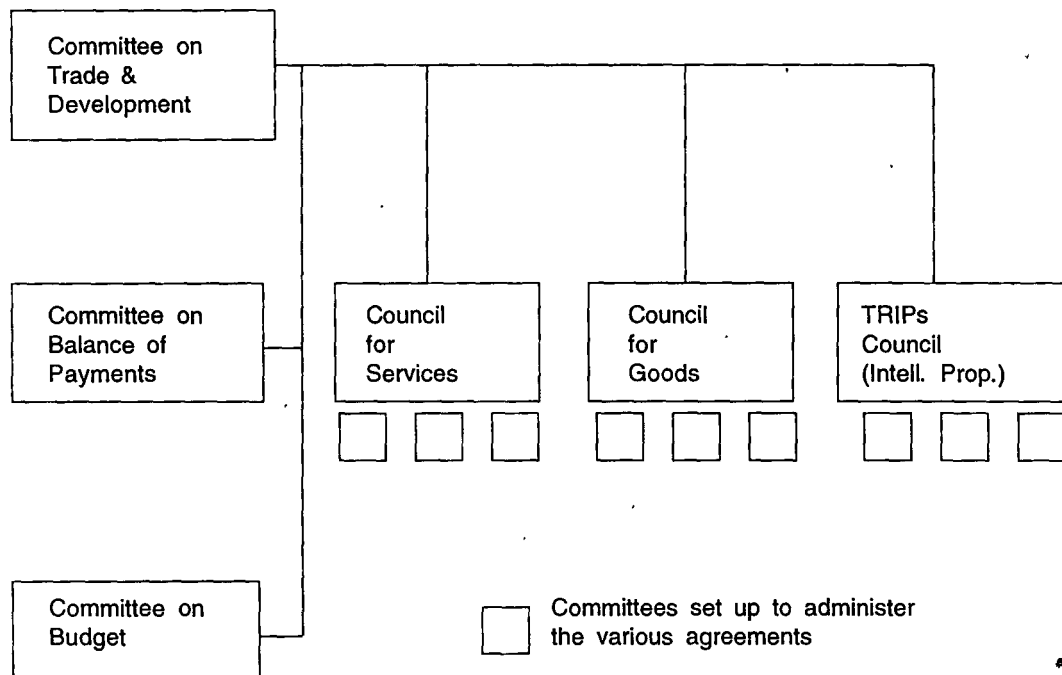 Committee on
Trade &
Development
Committee on
Balance of
Payments
Council
for
Services
Council
for
Goods
TRIPs
Council
(Intell. Prop.)
Committee on
Budget
Committees set up to administer
the various agreements